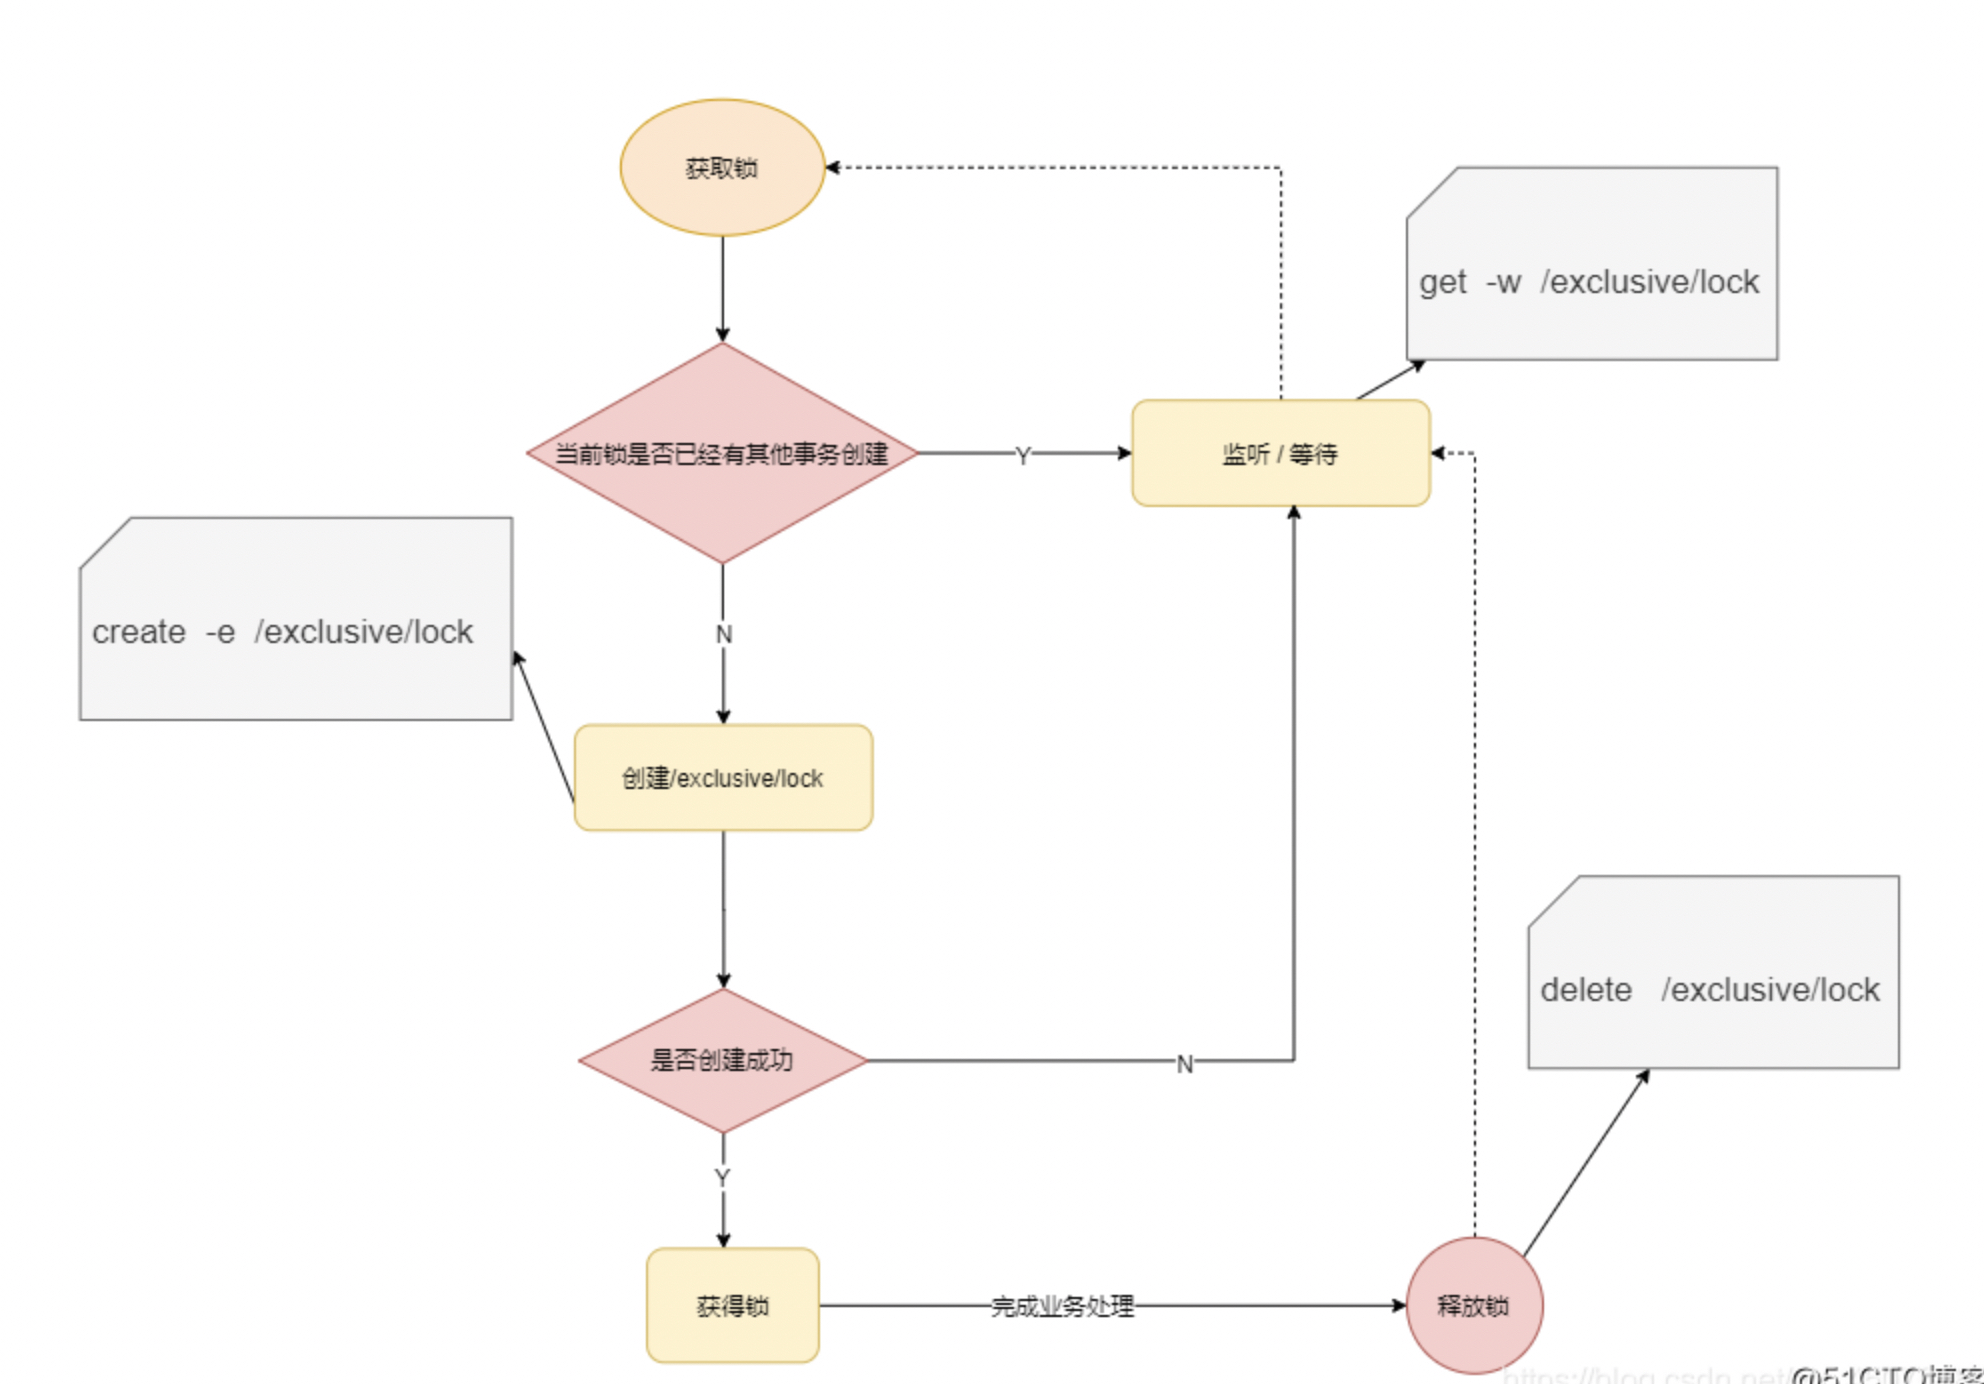 获取锁
get -w /exclusive/lock
当前锁是否已经有其他事务创建
Y
监听 / 等待
create -e /exclusive/lock
N
创建/exclusive/lock
delete /exclusive/lock
是否创建成功
N
Y
获得锁
完成业务处理
释放锁
https://blog.csdn.net/
@51CTO博客